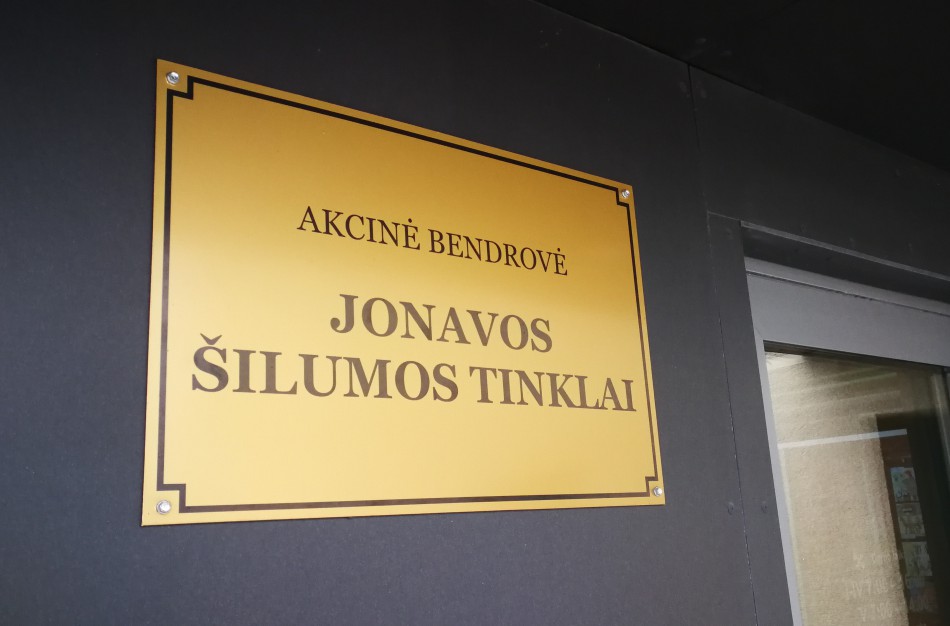 AKCINĖ BENDROVĖ
JONAVOS
ŠILUMOS TINKLAI